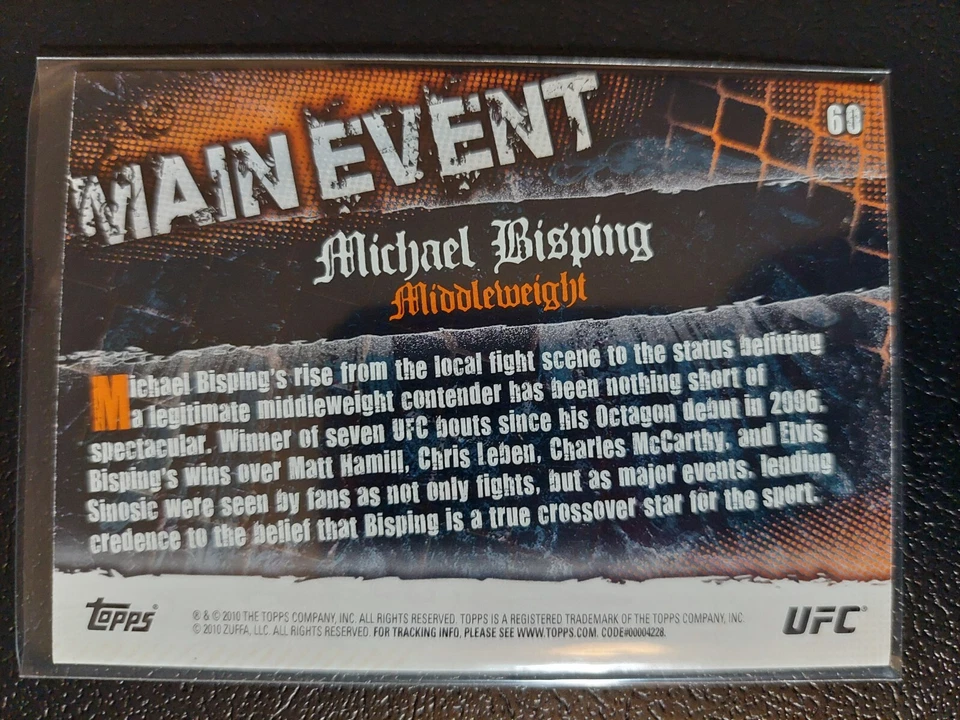 60
MAIN EVENT
Michael Bisping
Middleweight
Michael Bisping's rise from the local fight scene to the status befitting
a legitimate middleweight contender has been nothing short of
spectacular. Winner of seven UFC bouts since his Octagon debut in 2006.
Bisping's wins over Matt Hamill, Chris Leben, Charles McCarthy, and Elvis
Sinosic were seen by fans as not only fights, but as major events, lending
credence to the belief that Bisping is a true crossover star for the sport.
topps®
® & © 2010 THE TOPPS COMPANY, INC. ALL RIGHTS RESERVED. TOPPS IS A REGISTERED TRADEMARK OF THE TOPPS COMPANY, INC.
© 2010 ZUFFA, LLC. ALL RIGHTS RESERVED. FOR TRACKING INFO, PLEASE SEE WWW.TOPPS.COM. CODE#00004228.
UFC®